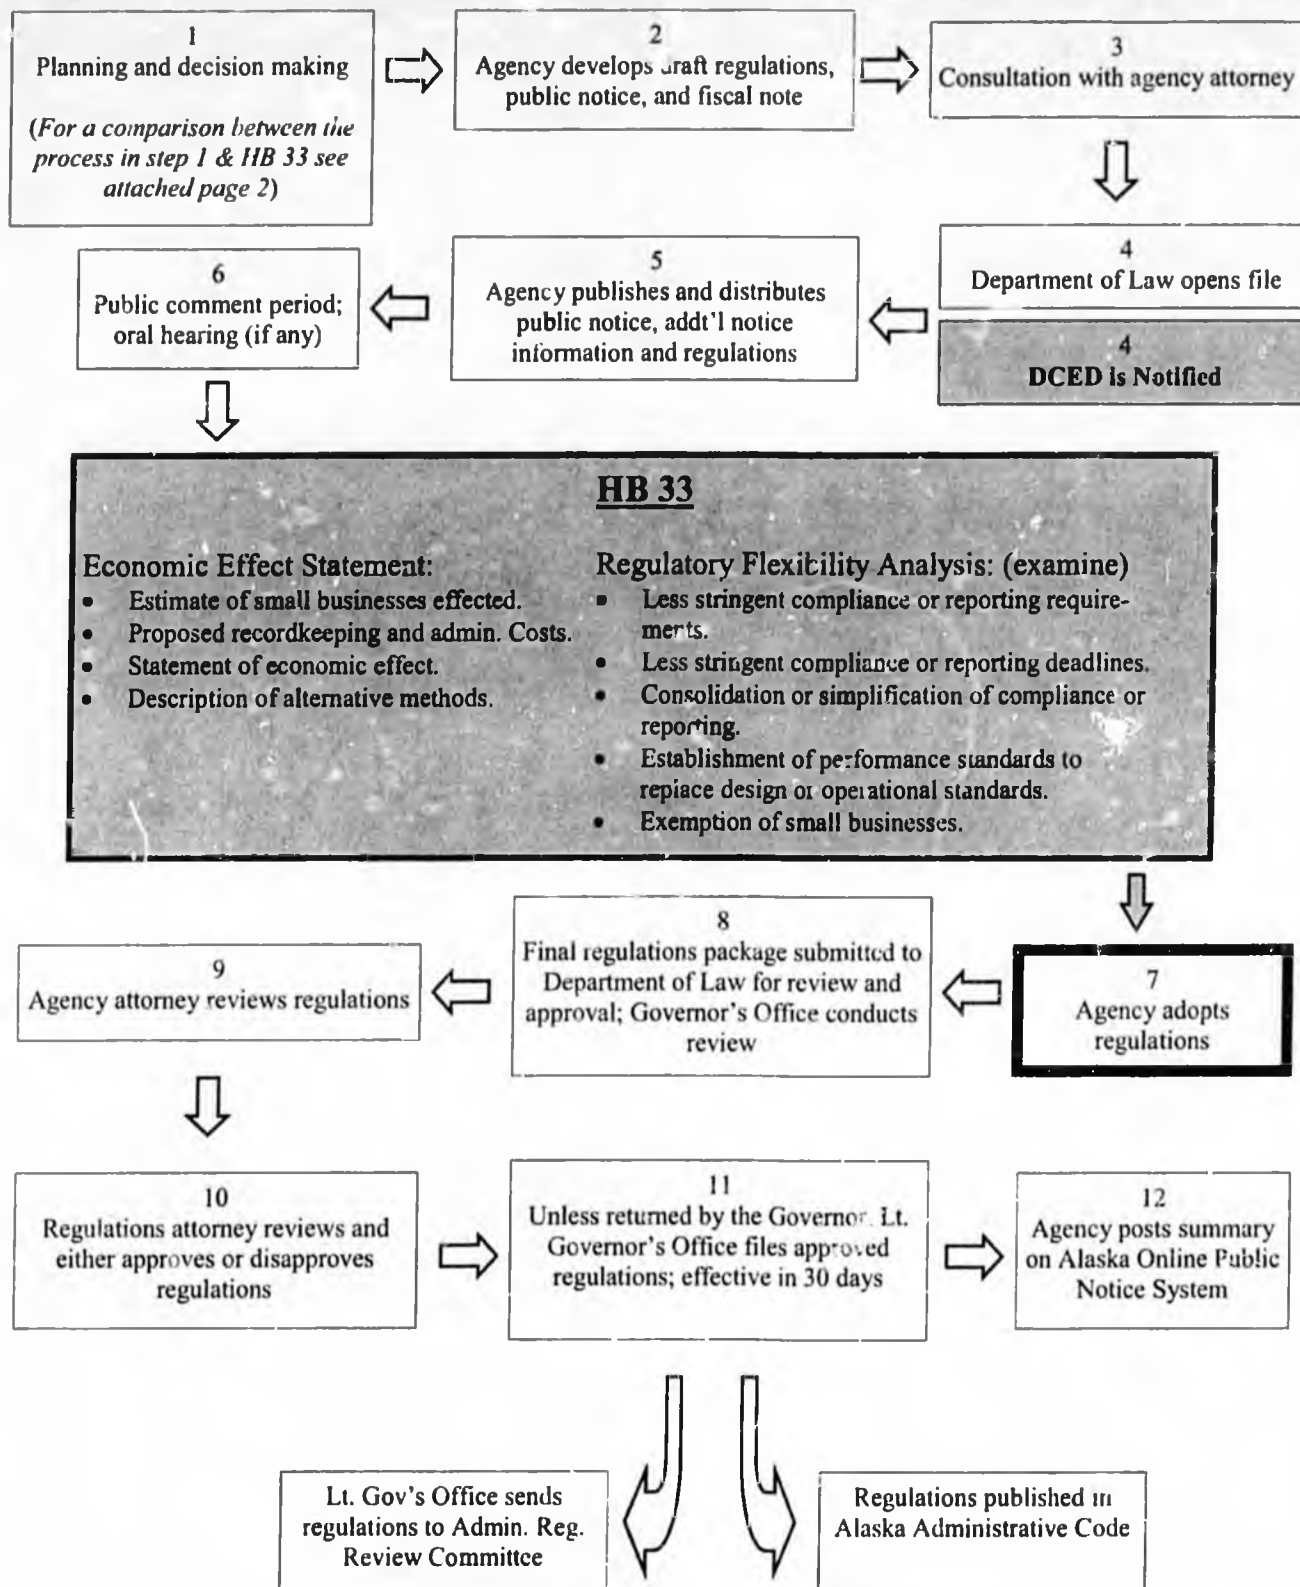 1
Planning and decision making
(For a comparison between the
process in step 1 & HB 33 see
attached page 2)
2
Agency develops draft regulations,
public notice, and fiscal note
3
Consultation with agency attorney
4
Department of Law opens file
4
DCED is Notified
5
Agency publishes and distributes
public notice, addt'l notice
information and regulations
6
Public comment period;
oral hearing (if any)
HB 33
Economic Effect Statement:
• Estimate of small businesses effected.
• Proposed recordkeeping and admin. Costs.
• Statement of economic effect.
• Description of alternative methods.
Regulatory Flexibility Analysis: (examine)
• Less stringent compliance or reporting require-
ments.
• Less stringent compliance or reporting deadlines.
• Consolidation or simplification of compliance or
reporting.
• Establishment of performance standards to
replace design or operational standards.
• Exemption of small businesses.
7
Agency adopts
regulations
8
Final regulations package submitted to
Department of Law for review and
approval; Governor's Office conducts
review
9
Agency attorney reviews regulations
10
Regulations attorney reviews and
either approves or disapproves
regulations
11
Unless returned by the Governor, Lt.
Governor's Office files approved
regulations; effective in 30 days
12
Agency posts summary
on Alaska Online Public
Notice System
Lt. Gov's Office sends
regulations to Admin. Reg.
Review Committee
Regulations published in
Alaska Administrative Code